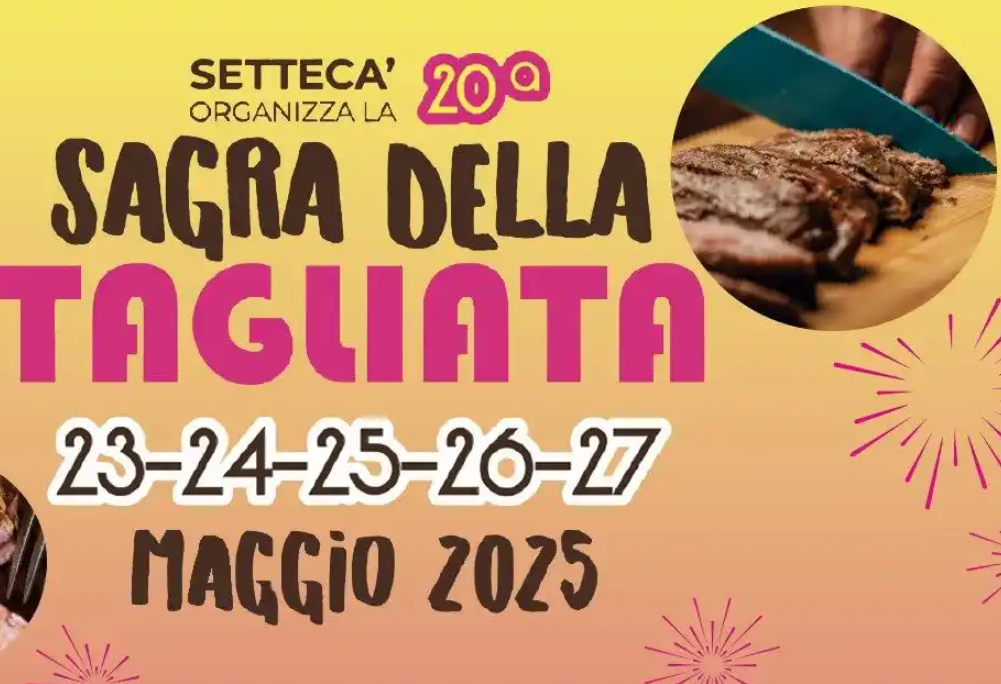 SETTECA'
ORGANIZZA LA 20ª
SAGRA DELLA
TAGLIATA
23-24-25-26-27
MAGGiO 2025